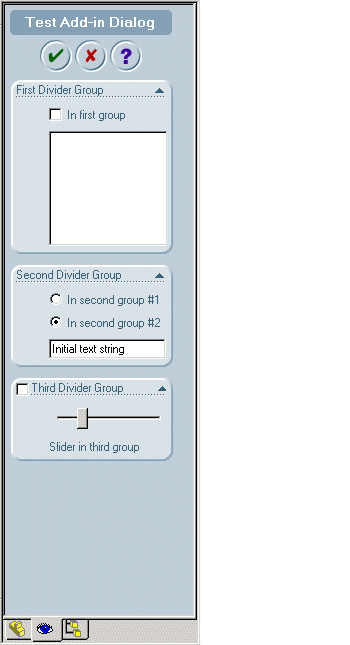 Test Add-in Dialog
?
First Divider Group
In first group
Second Divider Group
In second group #1
In second group #2
Initial text string
Third Divider Group
Slider in third group